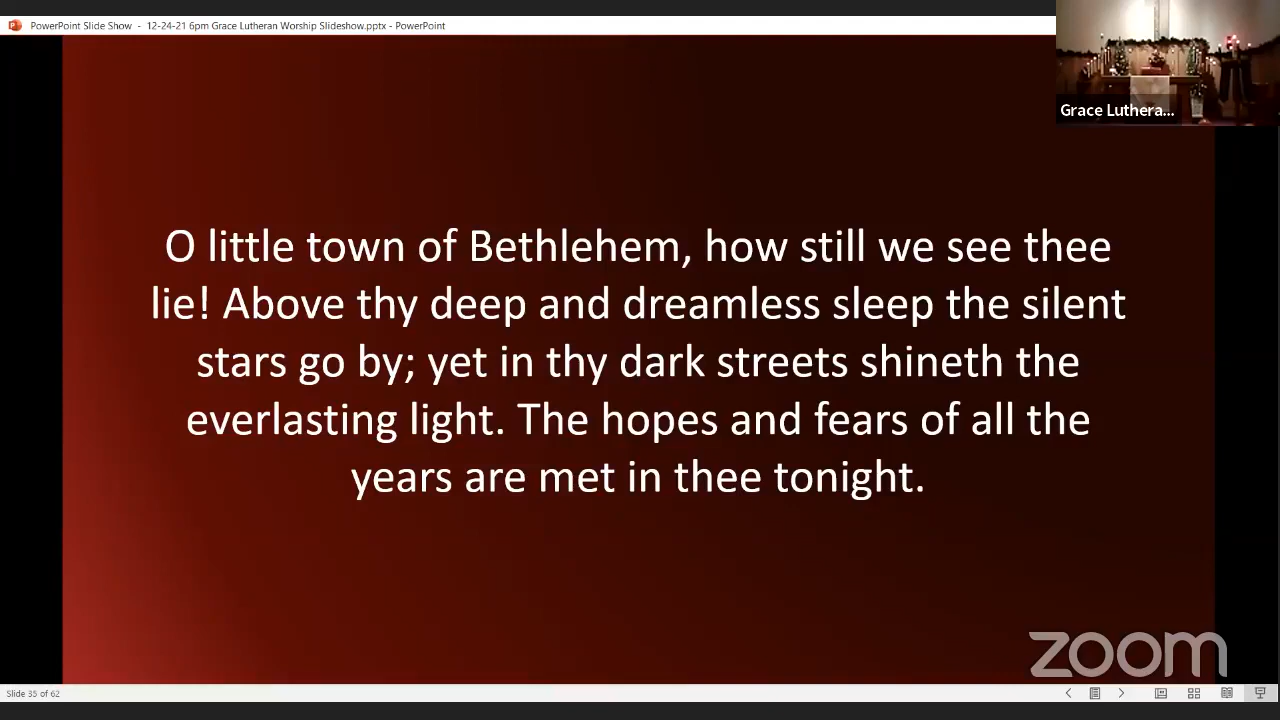 PowerPoint Slide Show - 12-24-21 6pm Grace Lutheran Worship Slideshow.pptx - PowerPoint
Grace Luthera...
O little town of Bethlehem, how still we see thee
lie! Above thy deep and dreamless sleep the silent
stars go by; yet in thy dark streets shineth the
everlasting light. The hopes and fears of all the
years are met in thee tonight.
zoom
Slide 35 of 62